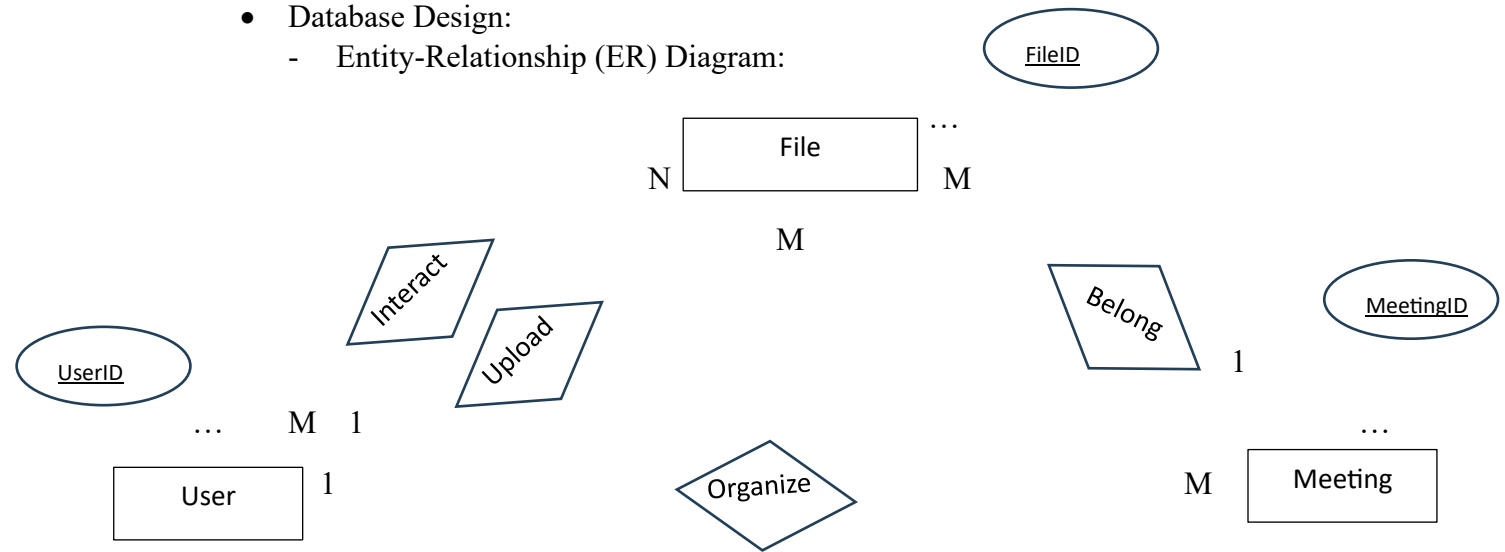 • Database Design:
- Entity-Relationship (ER) Diagram:
FileID
…
File
N
M
M
Interact
Upload
Belong
MeetingID
UserID
1
…
M
1
…
User
1
Organize
M
Meeting